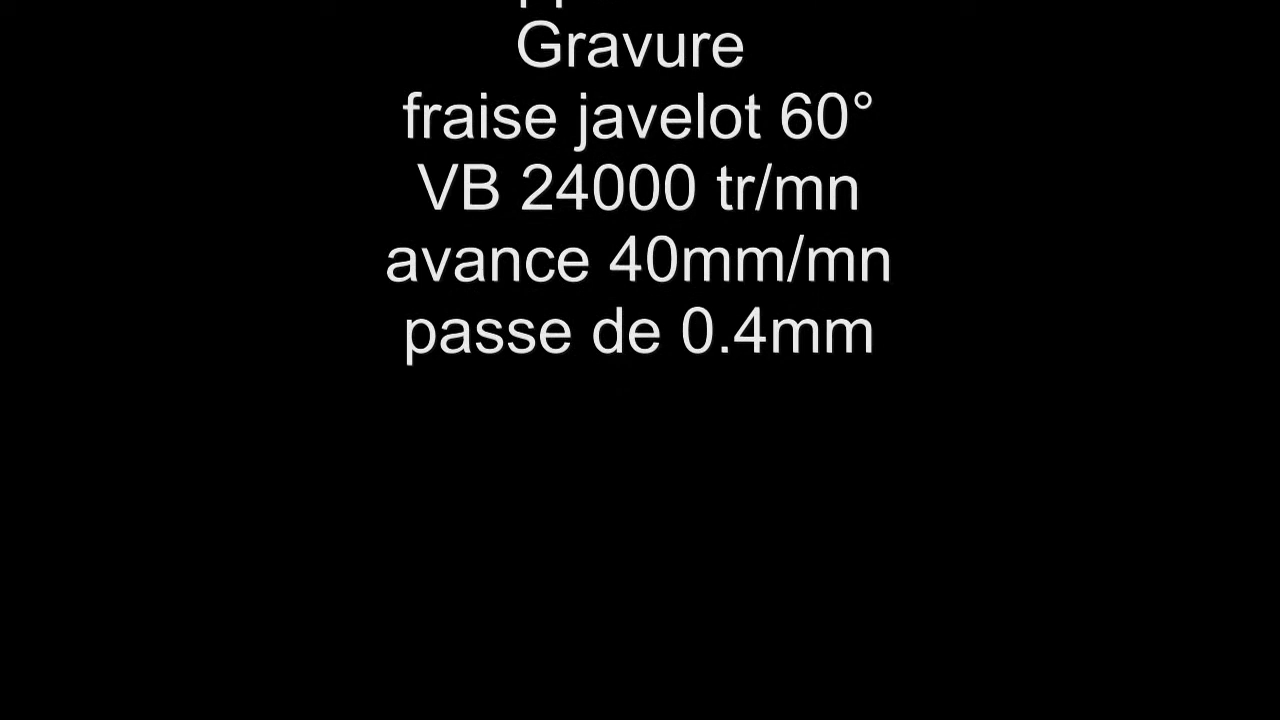 Gravure
fraise javelot 60°
VB 24000 tr/mn
avance 40mm/mn
passe de 0.4mm